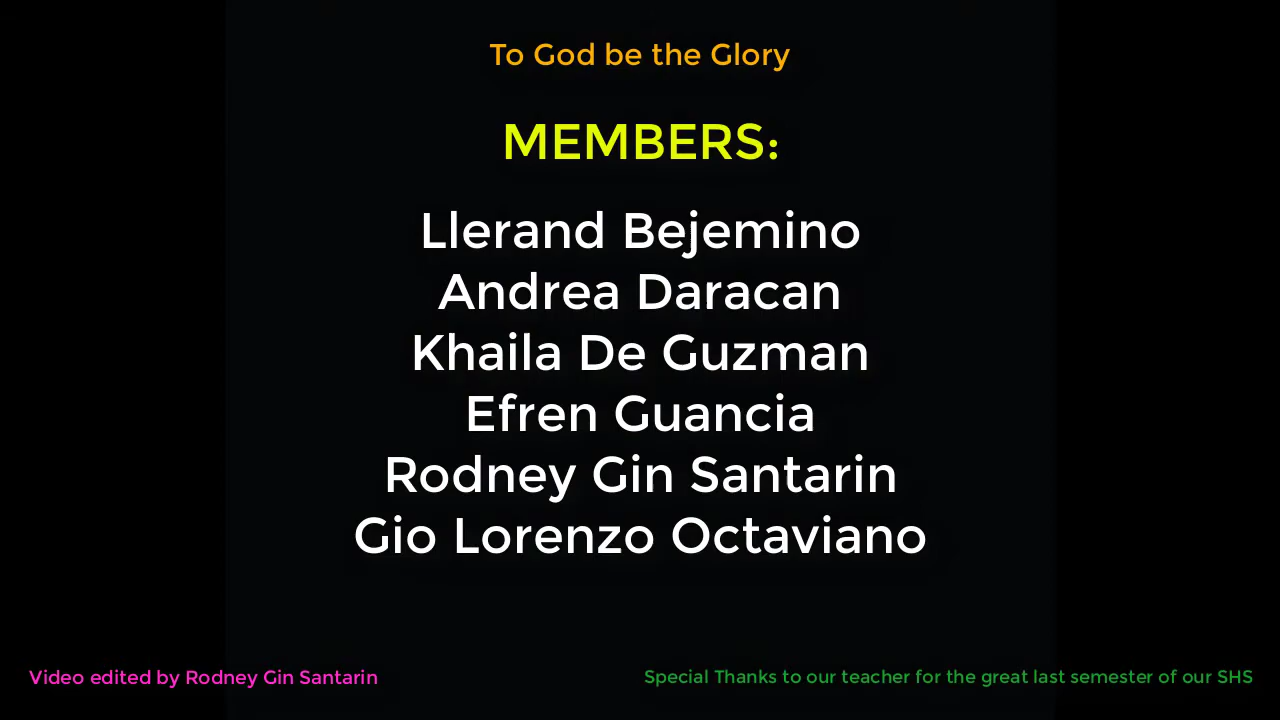 To God be the Glory
MEMBERS:
Llerand Bejemino
Andrea Daracan
Khaila De Guzman
Efren Guancia
Rodney Gin Santarin
Gio Lorenzo Octaviano
Video edited by Rodney Gin Santarin
Special Thanks to our teacher for the great last semester of our SHS